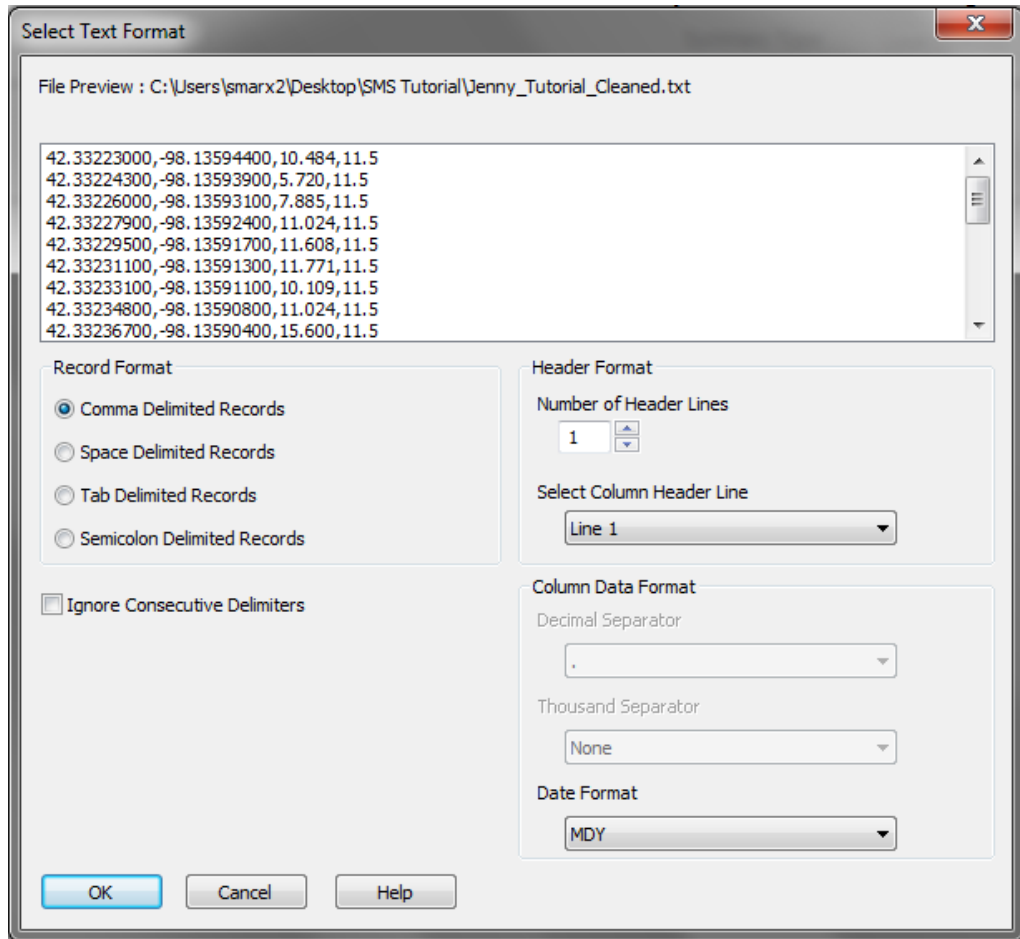 Select Text Format
File Preview : C:\Users\smarx2\Desktop\SMS Tutorial\Jenny_Tutorial_Cleaned.txt
42.33223000,-98.13594400,10.484,11.5
42.33224300,-98.13593900,5.720,11.5
42.33226000,-98.13593100,7.885,11.5
42.33227900,-98.13592400,11.024,11.5
42.33229500,-98.13591700,11.608,11.5
42.33231100,-98.13591300,11.771,11.5
42.33233100,-98.13591100,10.109,11.5
42.33234800,-98.13590800,11.024,11.5
42.33236700,-98.13590400,15.600,11.5
Record Format
Comma Delimited Records
Space Delimited Records
Tab Delimited Records
Semicolon Delimited Records
Ignore Consecutive Delimiters
Header Format
Number of Header Lines
1
Select Column Header Line
Line 1
Column Data Format
Decimal Separator
.
Thousand Separator
None
Date Format
MDY
OK
Cancel
Help